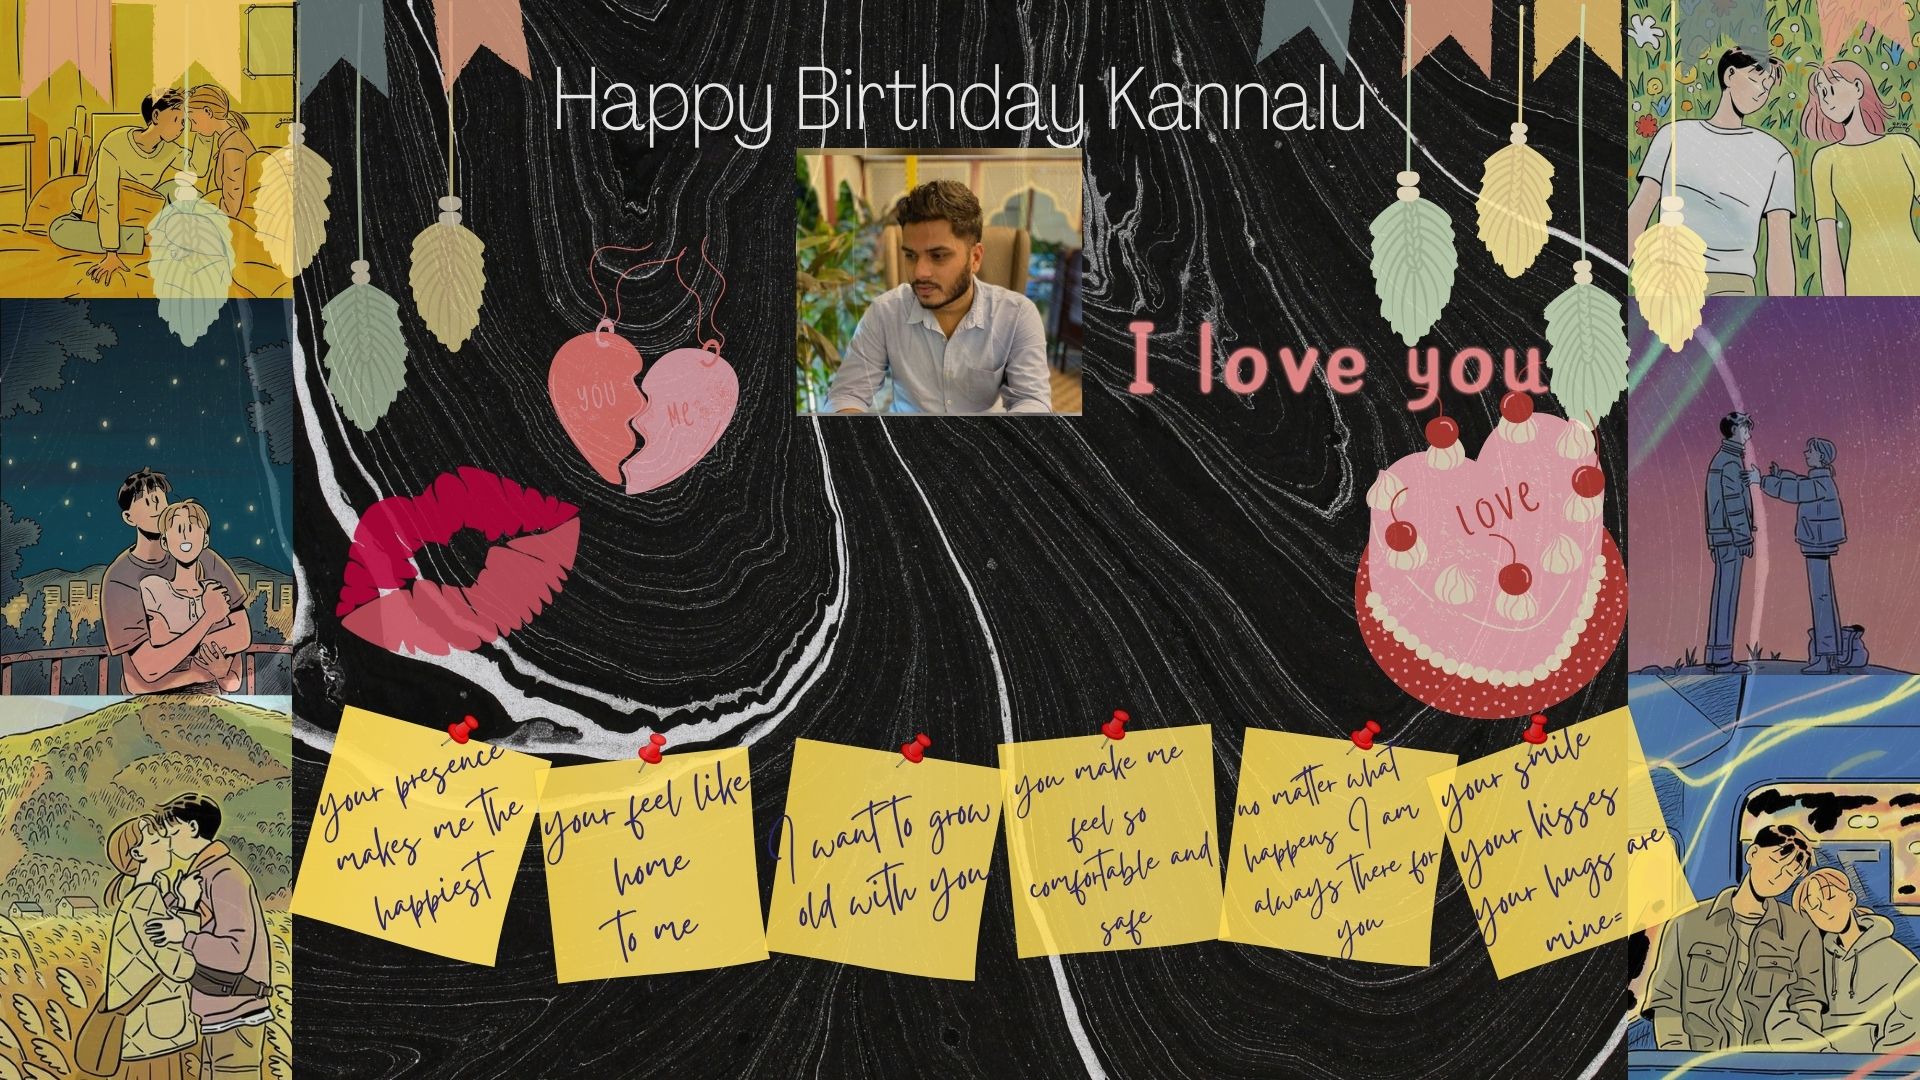 Happy Birthday Kannalu
I love you
YOU
Me
LOVE
your presence
makes me the
happiest
your feel like
home
to me
I want to grow
old with you
you make me
feel so
comfortable and
safe
no matter what
happens I am
always there for
you
your smile
your kisses
your hugs are
mine=